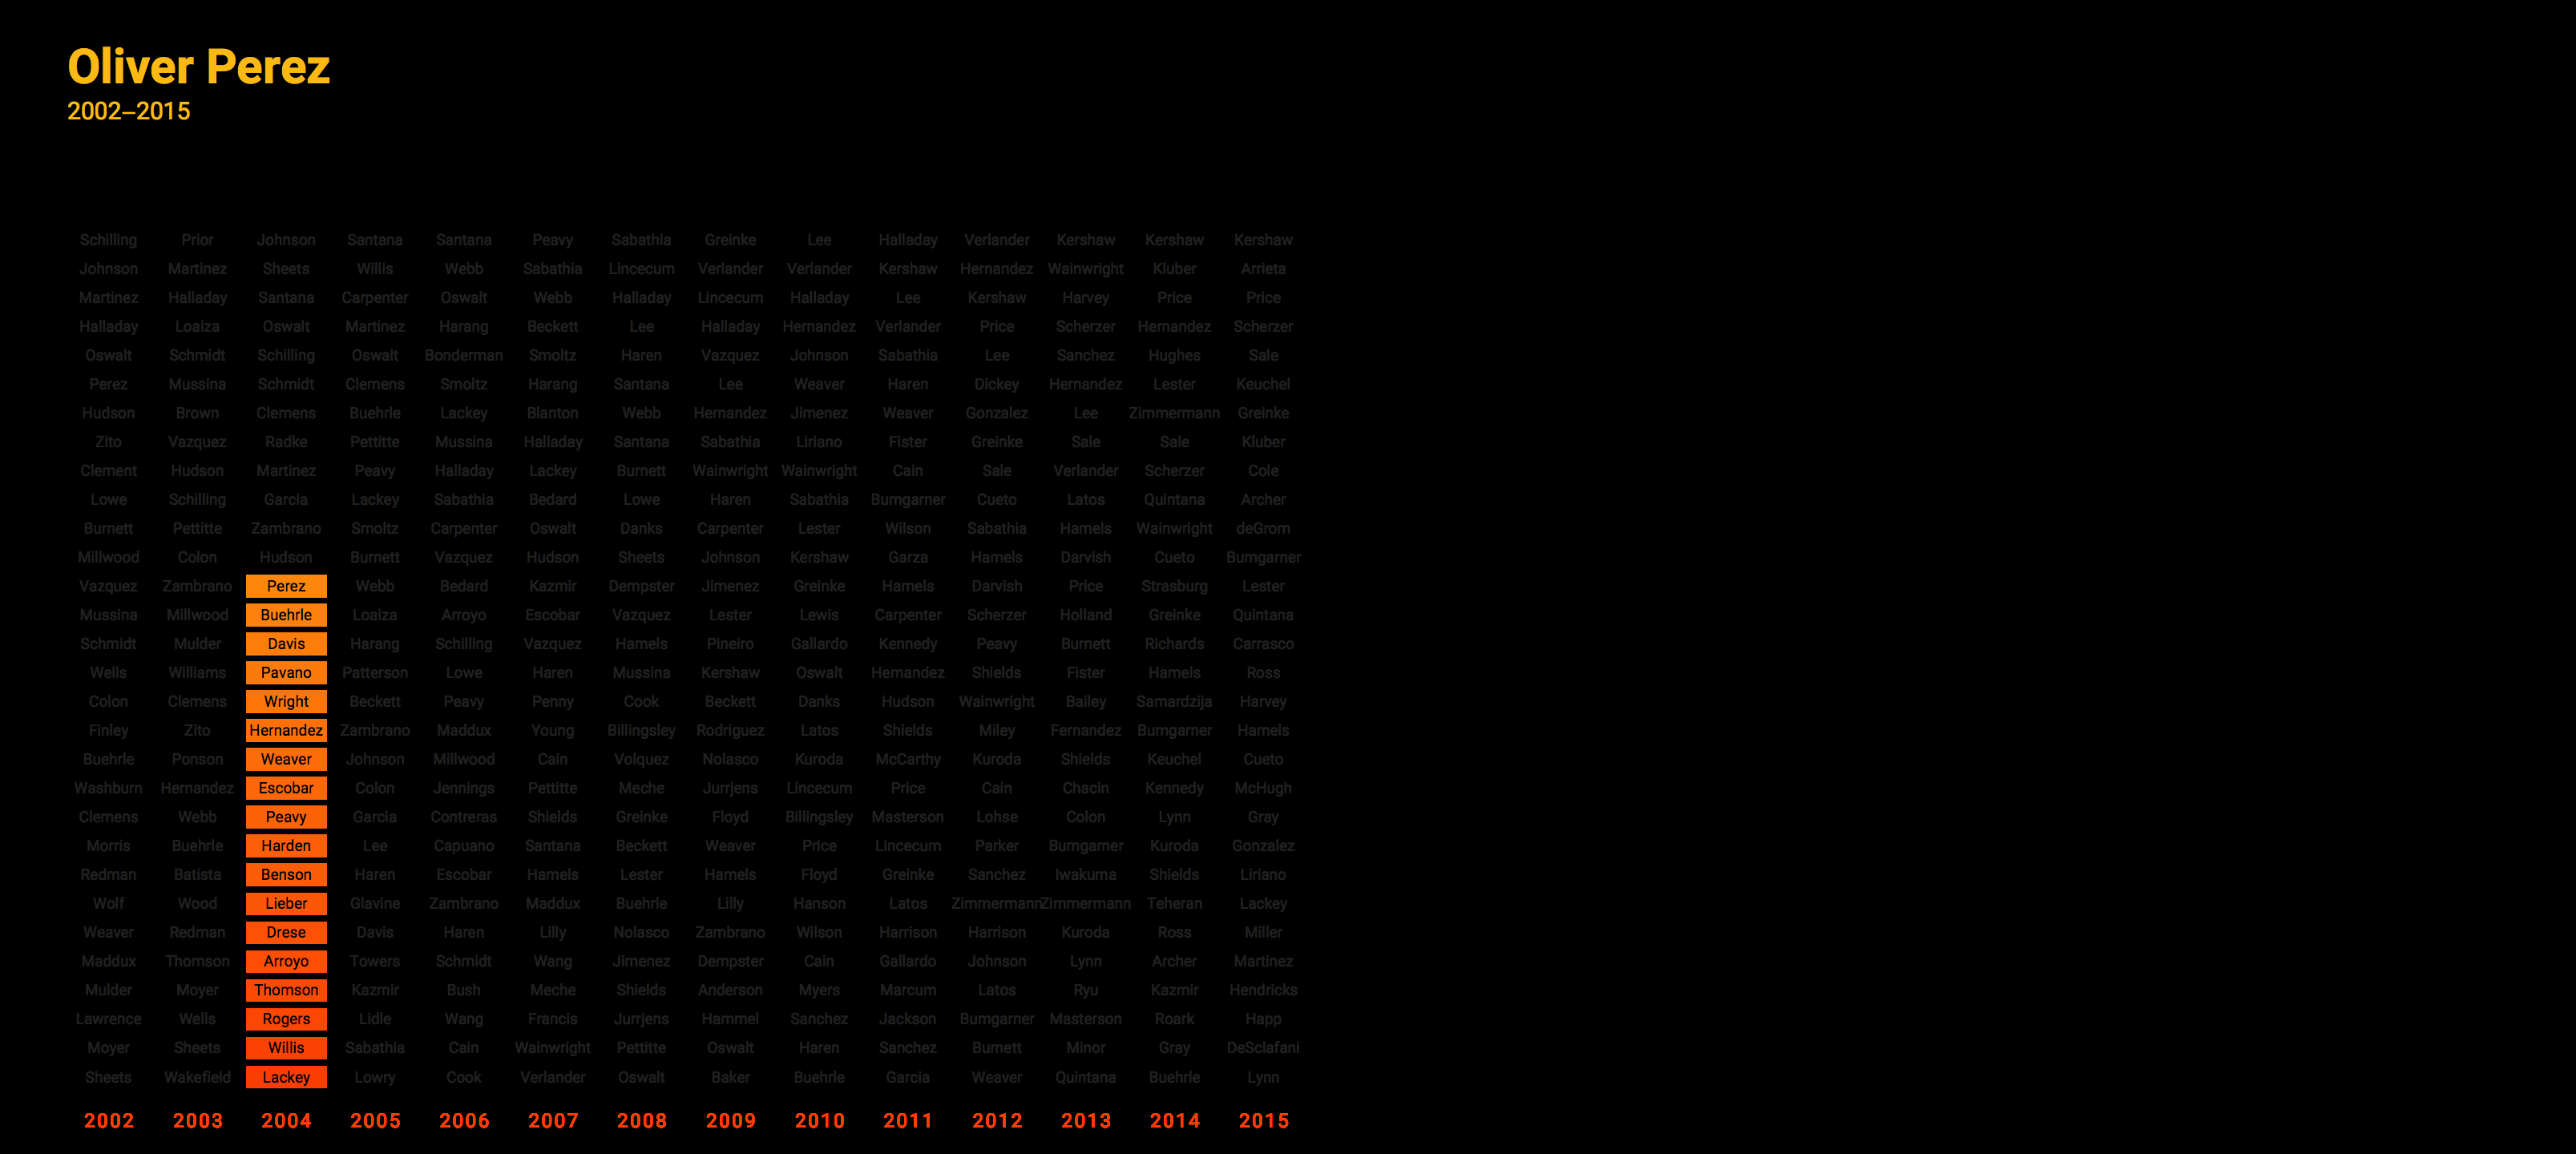 Oliver Perez
2002–2015
Schilling Prior Johnson Santana Santana Peavy Sabathia Greinke Lee Halladay Verlander Kershaw Kershaw Kershaw
Johnson Martinez Sheets Willis Webb Sabathia Lincecum Verlander Verlander Kershaw Hernandez Wainwright Kluber Arrieta
Martinez Halladay Santana Carpenter Oswalt Webb Halladay Lincecum Halladay Lee Kershaw Harvey Price Price
Halladay Loaiza Oswalt Martinez Harang Beckett Lee Halladay Hernandez Verlander Price Scherzer Hernandez Scherzer
Oswalt Schmidt Schilling Oswalt Bonderman Smoltz Haren Vazquez Johnson Sabathia Lee Sanchez Hughes Sale
Perez Mussina Schmidt Clemens Smoltz Harang Santana Lee Weaver Haren Dickey Hernandez Lester Keuchel
Hudson Brown Clemens Buehrle Lackey Blanton Webb Hernandez Jimenez Weaver Gonzalez Lee Zimmermann Greinke
Zito Vazquez Radke Pettitte Mussina Halladay Santana Sabathia Liriano Fister Greinke Sale Sale Kluber
Clement Hudson Martinez Peavy Halladay Lackey Burnett Wainwright Wainwright Cain Sale Verlander Scherzer Cole
Lowe Schilling Garcia Lackey Sabathia Bedard Lowe Haren Sabathia Bumgarner Cueto Latos Quintana Archer
Burnett Pettitte Zambrano Smoltz Carpenter Oswalt Danks Carpenter Lester Wilson Sabathia Hamels Wainwright deGrom
Millwood Colon Hudson Burnett Vazquez Hudson Sheets Johnson Kershaw Garza Hamels Darvish Cueto Bumgarner
Vazquez Zambrano Perez Webb Bedard Kazmir Dempster Jimenez Greinke Hamels Darvish Price Strasburg Lester
Mussina Millwood Buehrle Loaiza Arroyo Escobar Vazquez Lester Lewis Carpenter Scherzer Holland Greinke Quintana
Schmidt Mulder Davis Harang Schilling Vazquez Hamels Pineiro Gallardo Kennedy Peavy Burnett Richards Carrasco
Wells Williams Pavano Patterson Lowe Haren Mussina Kershaw Oswalt Hernandez Shields Fister Hamels Ross
Colon Clemens Wright Beckett Peavy Penny Cook Beckett Danks Hudson Wainwright Bailey Samardzija Harvey
Finley Zito Hernandez Zambrano Maddux Young Billingsley Rodriguez Latos Shields Miley Fernandez Bumgarner Hamels
Buehrle Ponson Weaver Johnson Millwood Cain Volquez Nolasco Kuroda McCarthy Kuroda Shields Keuchel Cueto
Washburn Hernandez Escobar Colon Jennings Pettitte Meche Jurrjens Lincecum Price Cain Chacin Kennedy McHugh
Clemens Webb Peavy Garcia Contreras Shields Greinke Floyd Billingsley Masterson Lohse Colon Lynn Gray
Morris Buehrle Harden Lee Capuano Santana Beckett Weaver Price Lincecum Parker Bumgarner Kuroda Gonzalez
Redman Batista Benson Haren Escobar Hamels Lester Hamels Floyd Greinke Sanchez Iwakuma Shields Liriano
Wolf Wood Lieber Glavine Zambrano Maddux Buehrle Lilly Hanson Latos Zimmermann Zimmermann Teheran Lackey
Weaver Redman Drese Davis Haren Lilly Nolasco Zambrano Wilson Harrison Harrison Kuroda Ross Miller
Maddux Thomson Arroyo Towers Schmidt Wang Jimenez Dempster Cain Gallardo Johnson Lynn Archer Martinez
Mulder Moyer Thomson Kazmir Bush Meche Shields Anderson Myers Marcum Latos Ryu Kazmir Hendricks
Lawrence Wells Rogers Lidle Wang Francis Jurrjens Hammel Sanchez Jackson Bumgarner Masterson Roark Happ
Moyer Sheets Willis Sabathia Cain Wainwright Pettitte Oswalt Haren Sanchez Burnett Minor Gray DeSclafani
Sheets Wakefield Lackey Lowry Cook Verlander Oswalt Baker Buehrle Garcia Weaver Quintana Buehrle Lynn
2002 2003 2004 2005 2006 2007 2008 2009 2010 2011 2012 2013 2014 2015